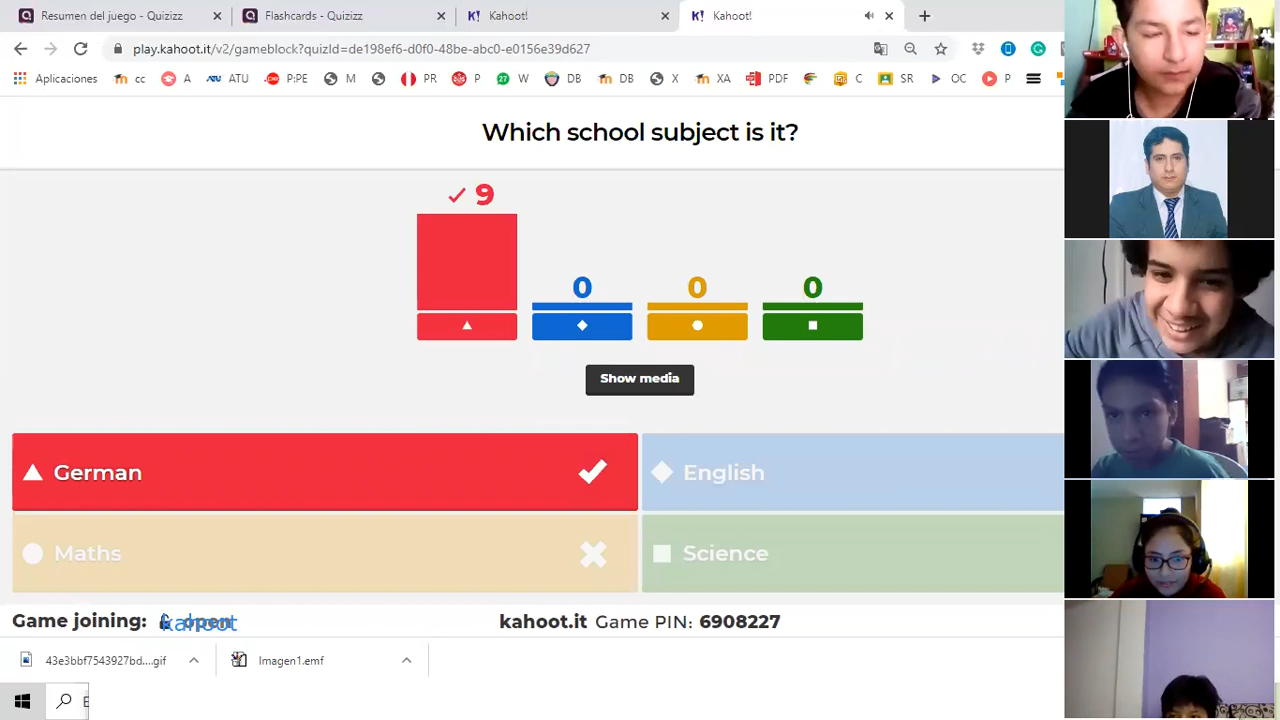 Resumen del juego - Quizizz
Flashcards - Quizizz
Kahoot!
Kahoot!
play.kahoot.it/v2/gameblock?quizId=de198ef6-d0f0-48be-abc0-e0156e39d627
Aplicaciones cc A ATU P:PE M PR P W DB DB X XA PDF C SR OC P
Which school subject is it?
9
0
0
0
Show media
German
English
Maths
Science
Game joining: open
kahoot
kahoot.it Game PIN: 6908227
43e3bbf7543927bd....gif
Imagen1.emf